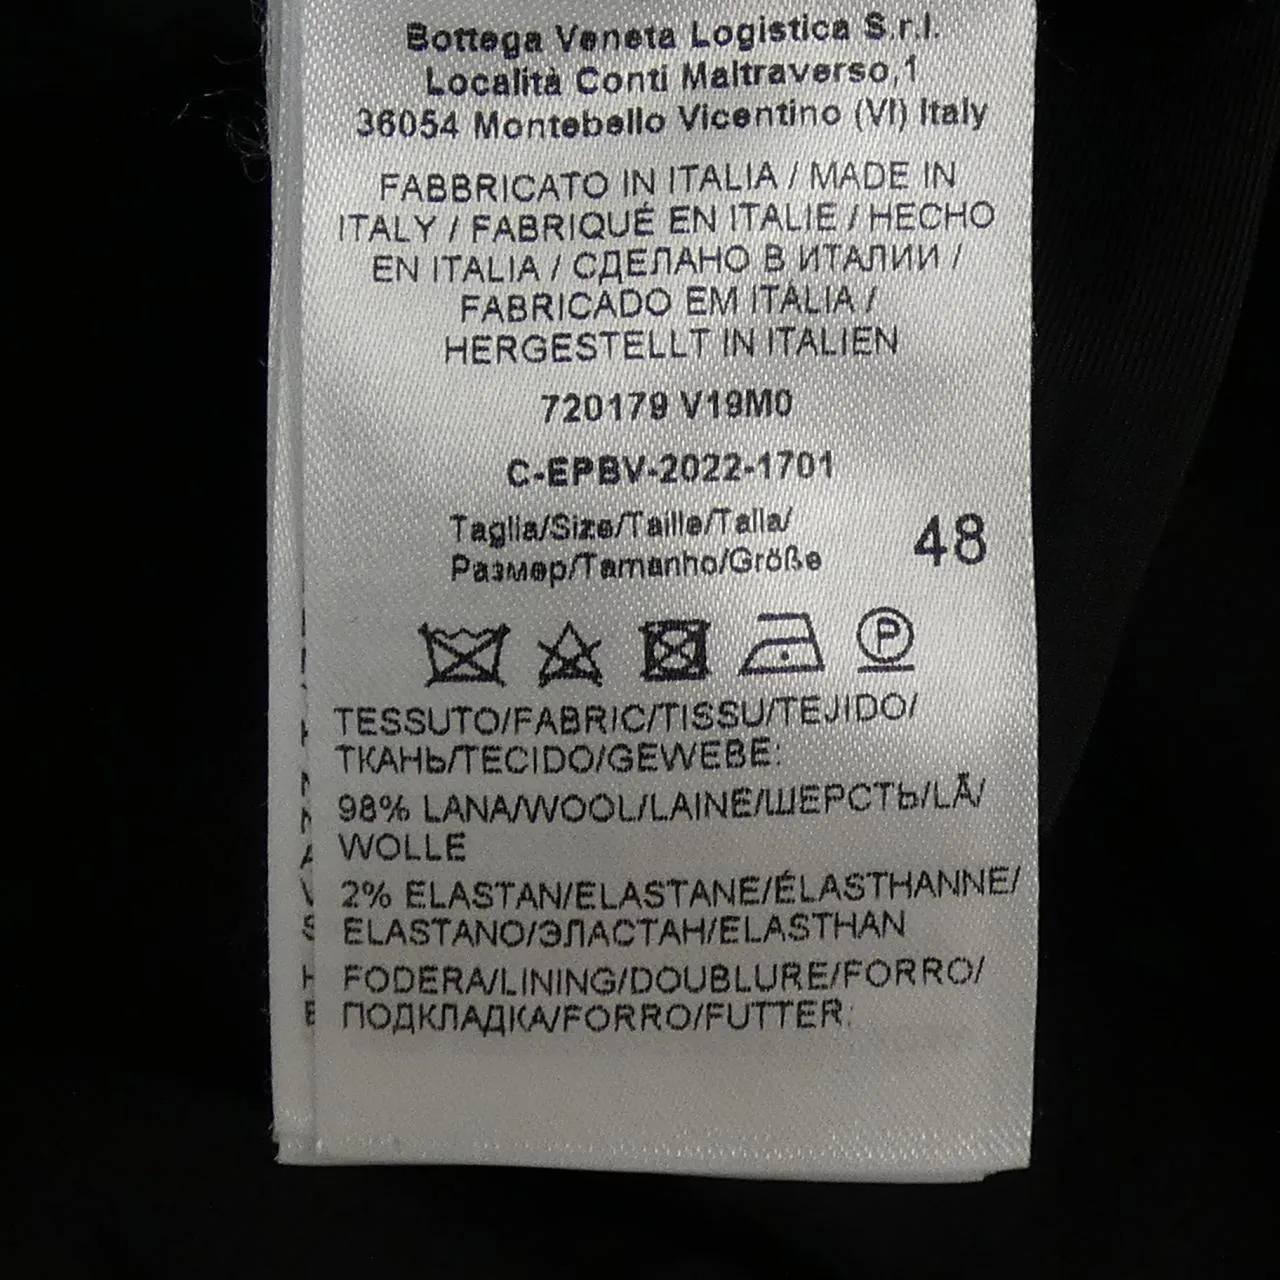 Bottega Veneta Logistica S.r.l.
Località Conti Maltraverso,1
36054 Montebello Vicentino (VI) Italy
FABBRICATO IN ITALIA / MADE IN
ITALY / FABRIQUÉ EN ITALIE / HECHO
EN ITALIA / СДЕЛАНО В ИТАЛИИ /
FABRICADO EM ITALIA /
HERGESTELLT IN ITALIEN
720179 V19M0
C-EPBV-2022-1701
Taglia/Size/Taille/Talla/
Размер/Tamanho/Größe
48
P
TESSUTO/FABRIC/TISSU/TEJIDO/
ТКАНЬ/TECIDO/GEWEBE:
98% LANA/WOOL/LAINE/ШЕРСТЬ/LÃ/
WOLLE
2% ELASTAN/ELASTANE/ÉLASTHANNE/
ELASTANO/ЭЛАСТАН/ELASTHAN
FODERA/LINING/DOUBLURE/FORRO/
ПОДКЛАДКА/FORRO/FUTTER: